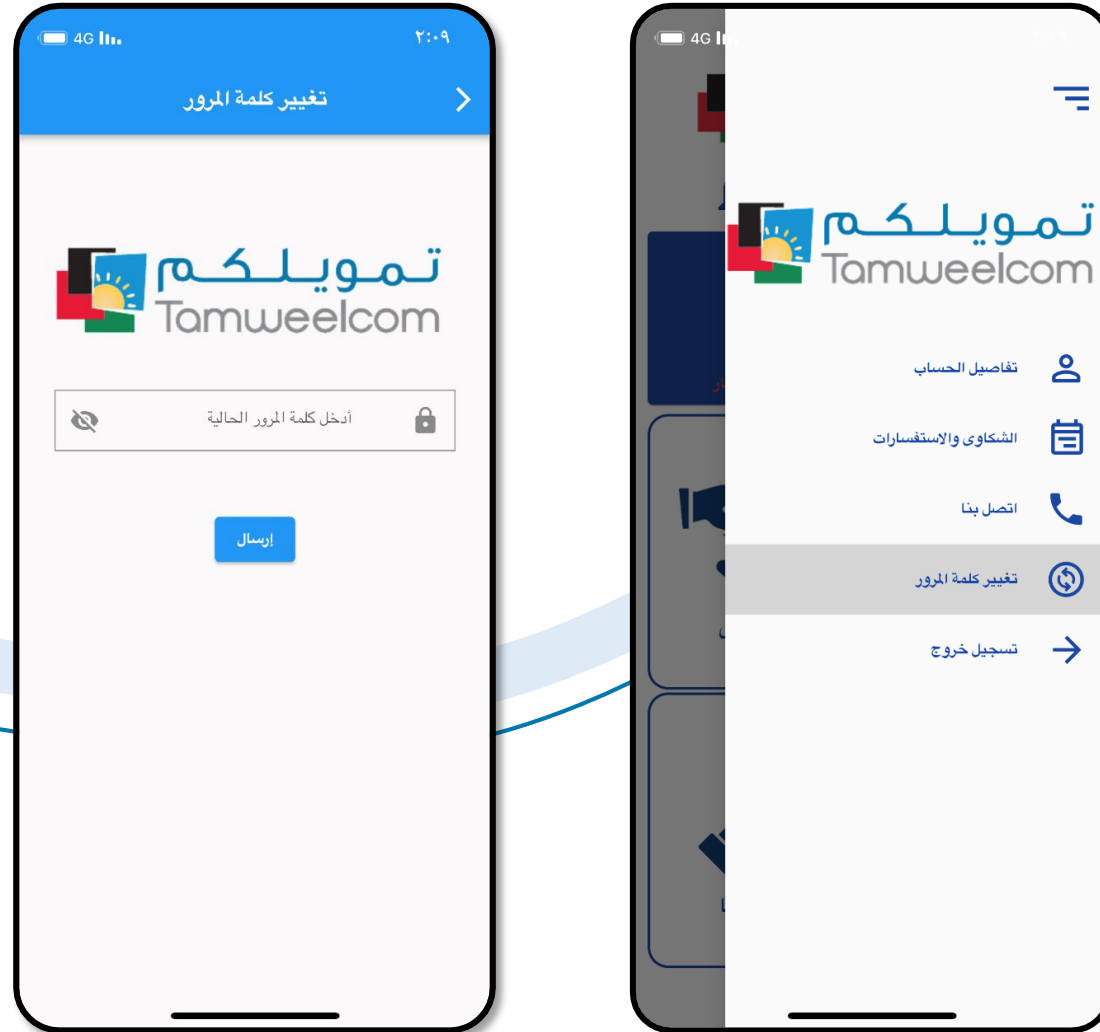 4G
٢:٠٩
تغيير كلمة المرور
تمويلكم
Tamweelcom
أدخل كلمة المرور الحالية
إرسال
4G
تمويلكم
Tamweelcom
تفاصيل الحساب
الشكاوى والاستفسارات
اتصل بنا
تغيير كلمة المرور
تسجيل خروج